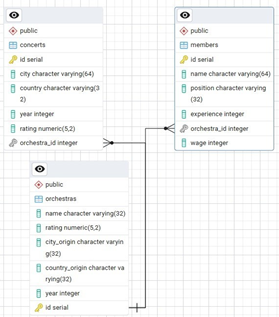 public
concerts
id serial
city character varying(64)
country character varying(3
2)
year integer
rating numeric(5,2)
orchestra_id integer
public
members
id serial
name character varying(64)
position character varying
(32)
experience integer
orchestra_id integer
wage integer
public
orchestras
name character varying(32)
rating numeric(5,2)
city_origin character varyin
g(32)
country_origin character va
rying(32)
year integer
id serial